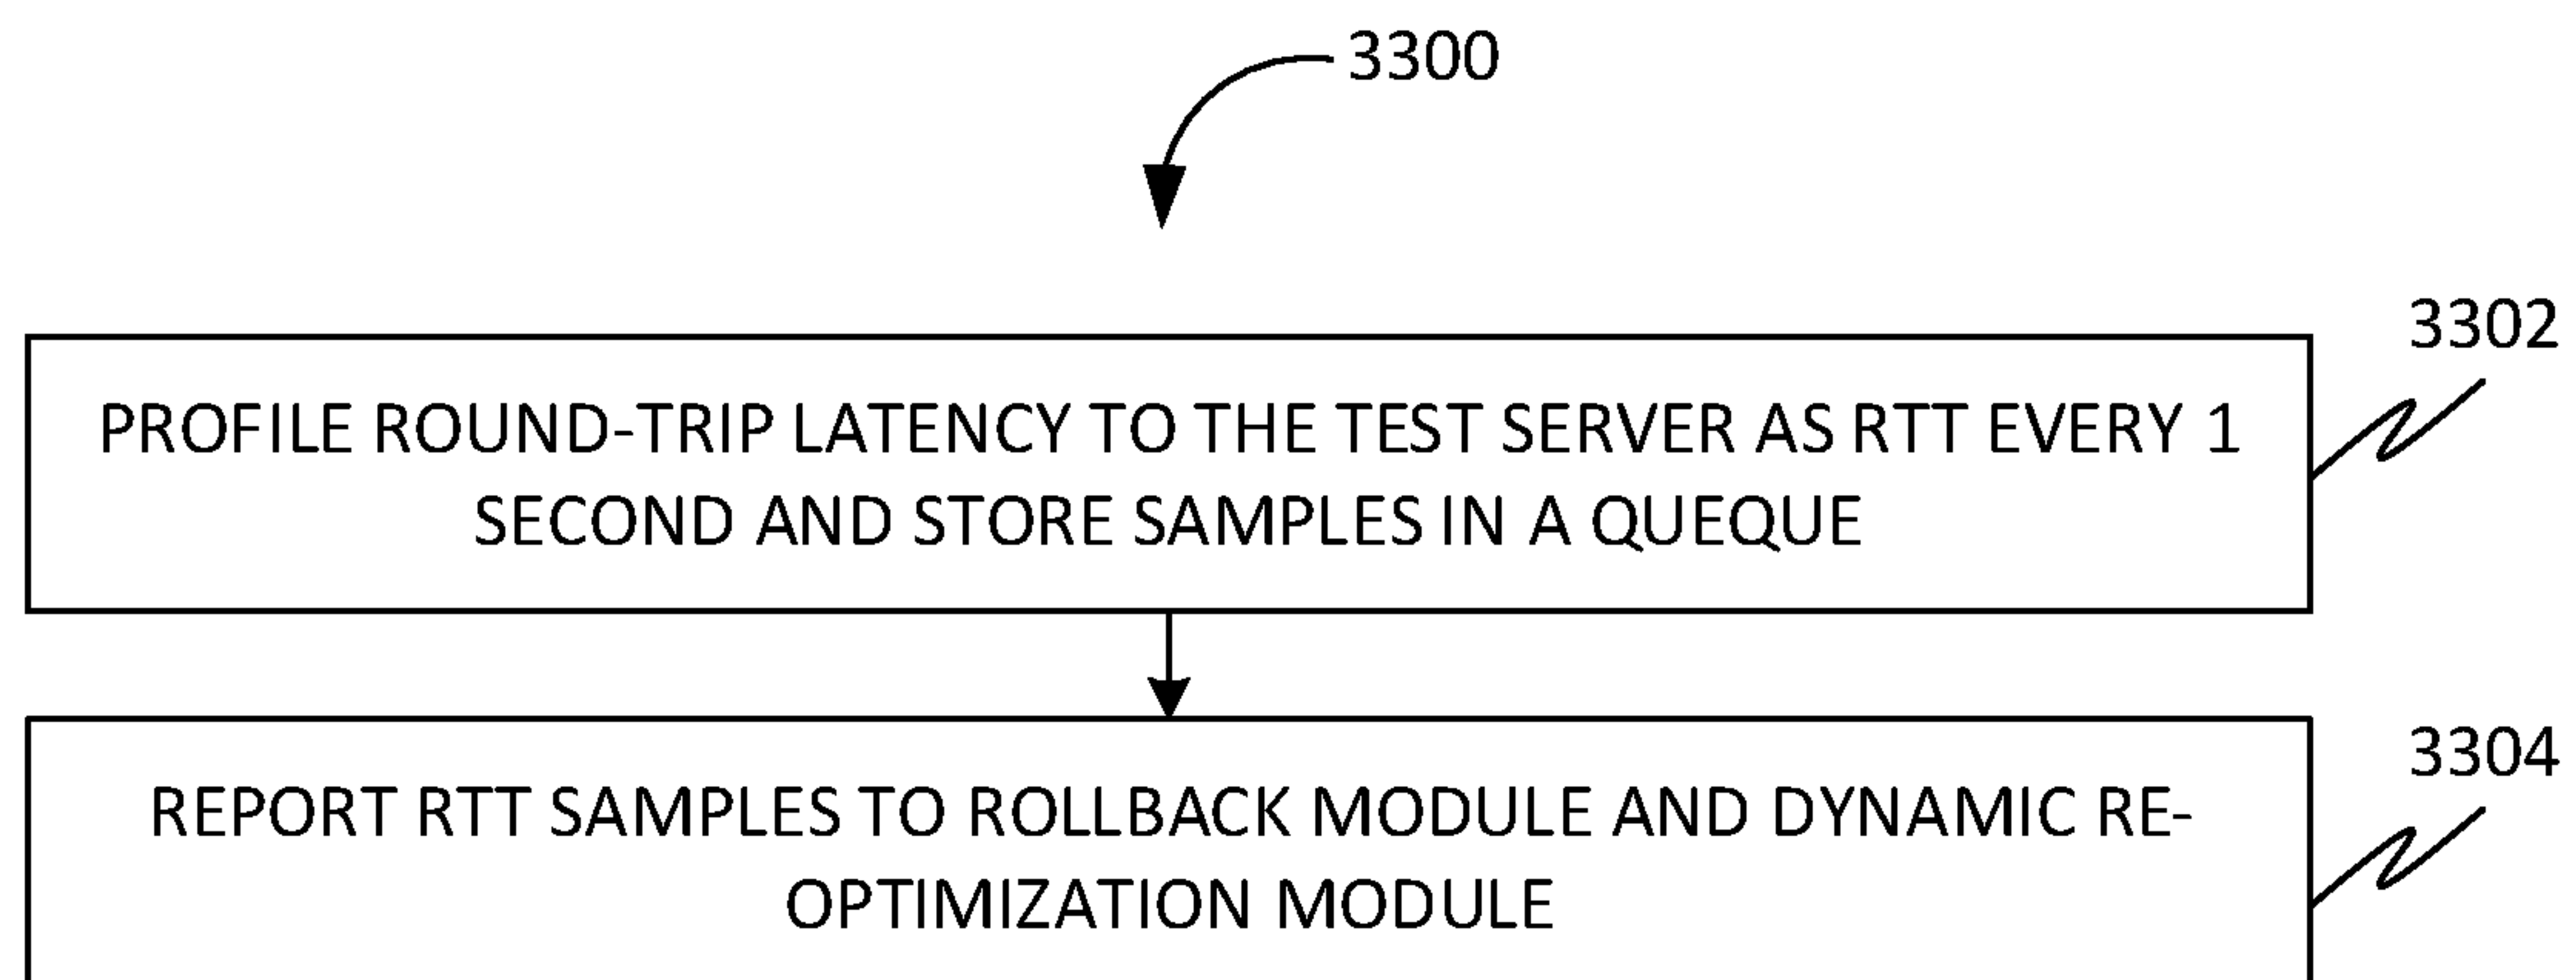 3300
3302
PROFILE ROUND-TRIP LATENCY TO THE TEST SERVER AS RTT EVERY 1
SECOND AND STORE SAMPLES IN A QUEQUE
3304
REPORT RTT SAMPLES TO ROLLBACK MODULE AND DYNAMIC RE-
OPTIMIZATION MODULE